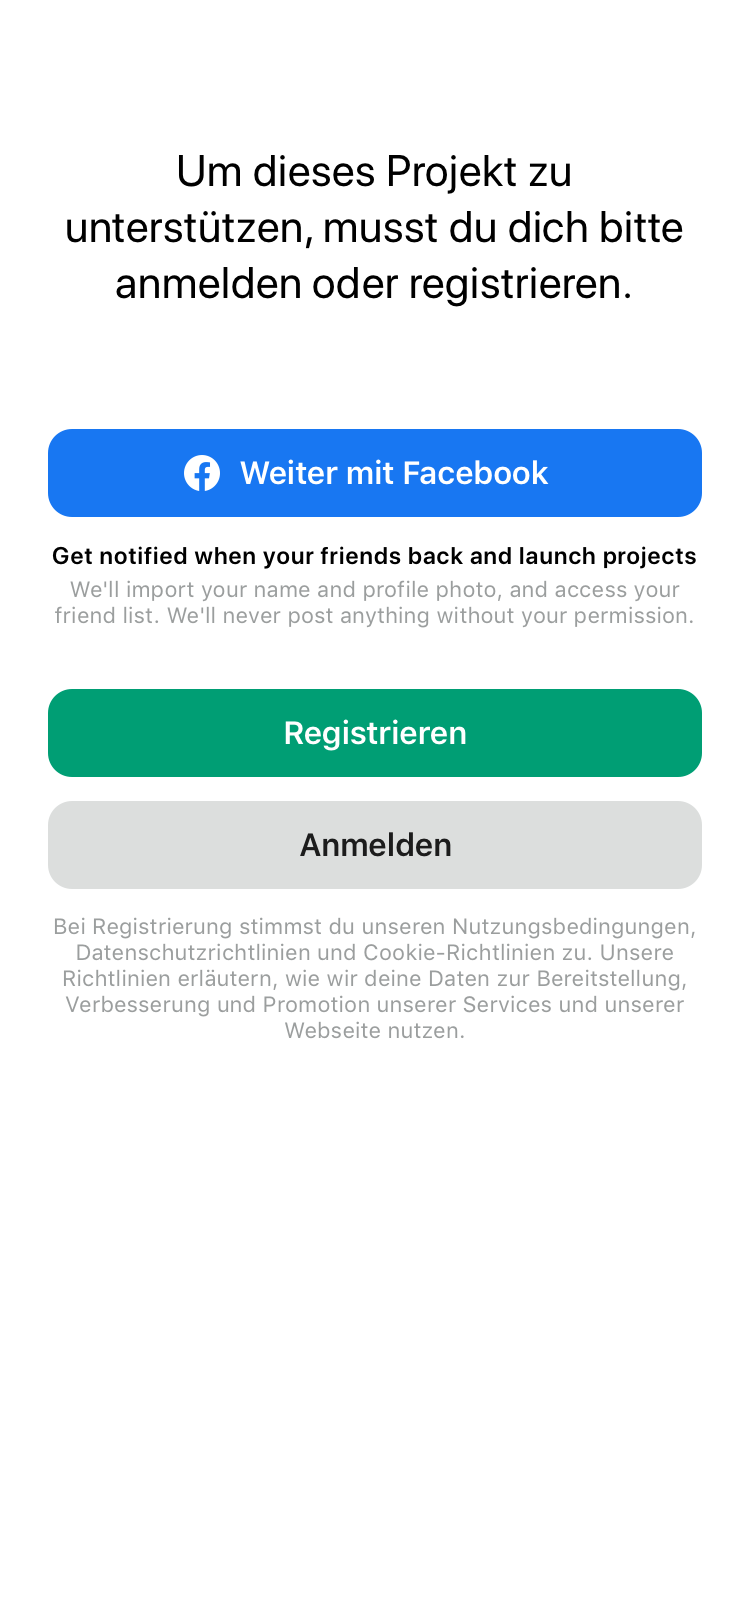 Um dieses Projekt zu
unterstützen, musst du dich bitte
anmelden oder registrieren.
Weiter mit Facebook
Get notified when your friends back and launch projects
We'll import your name and profile photo, and access your
friend list. We'll never post anything without your permission.
Registrieren
Anmelden
Bei Registrierung stimmst du unseren Nutzungsbedingungen,
Datenschutzrichtlinien und Cookie-Richtlinien zu. Unsere
Richtlinien erläutern, wie wir deine Daten zur Bereitstellung,
Verbesserung und Promotion unserer Services und unserer
Webseite nutzen.